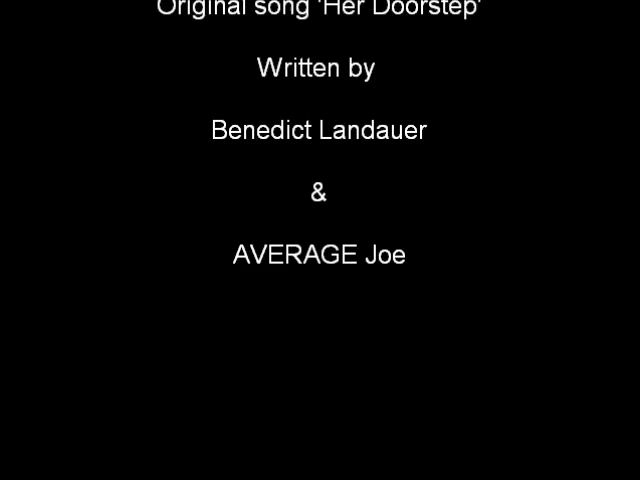 Original song 'Her Doorstep'
Written by
Benedict Landauer
&
AVERAGE Joe